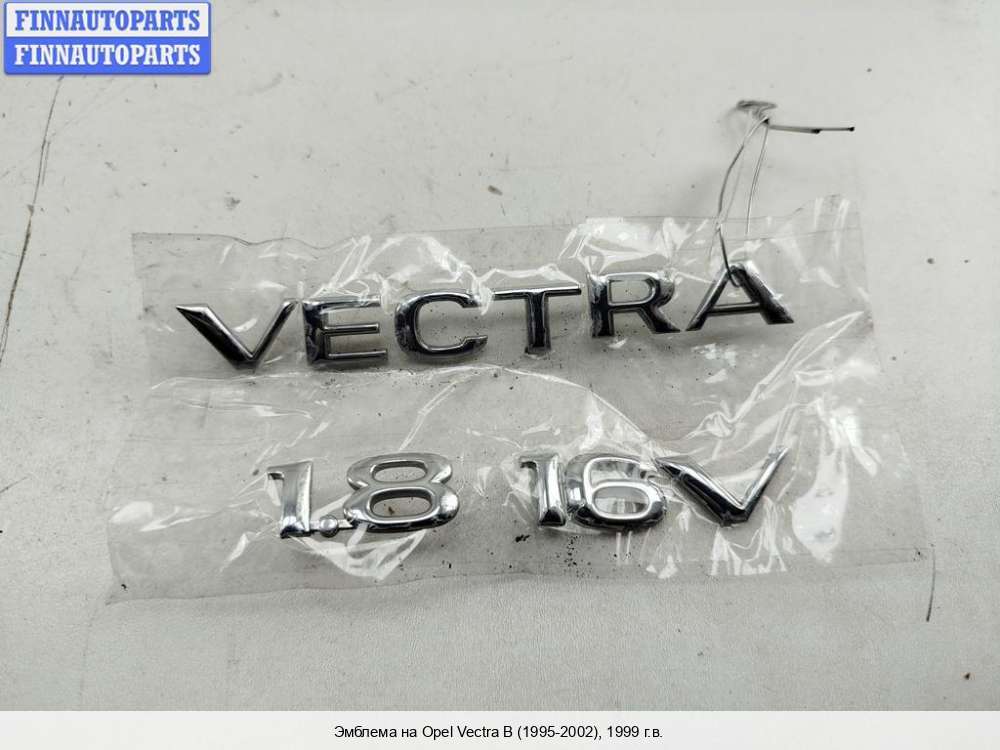 FINNAUTOPARTS
FINNAUTOPARTS
VECTRA
1.8 16V
Эмблема на Opel Vectra B (1995-2002), 1999 г.в.